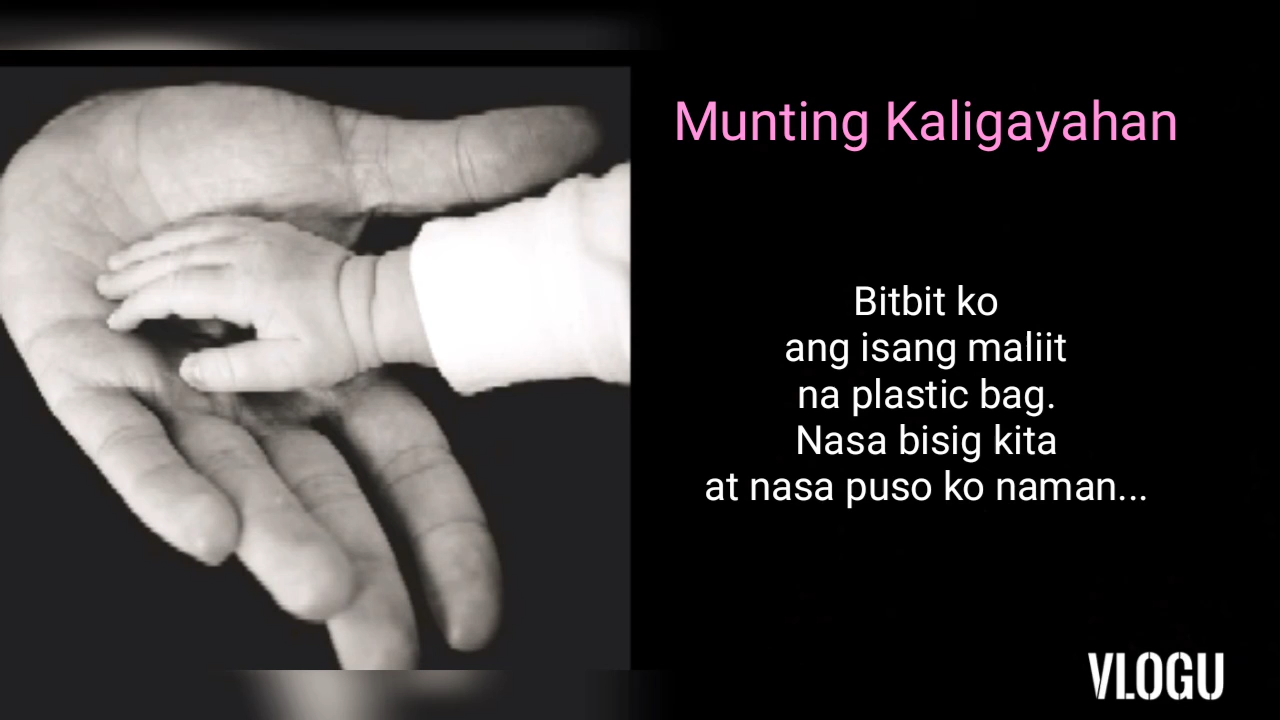 Munting Kaligayahan
Bitbit ko
ang isang maliit
na plastic bag.
Nasa bisig kita
at nasa puso ko naman...
VLOGU